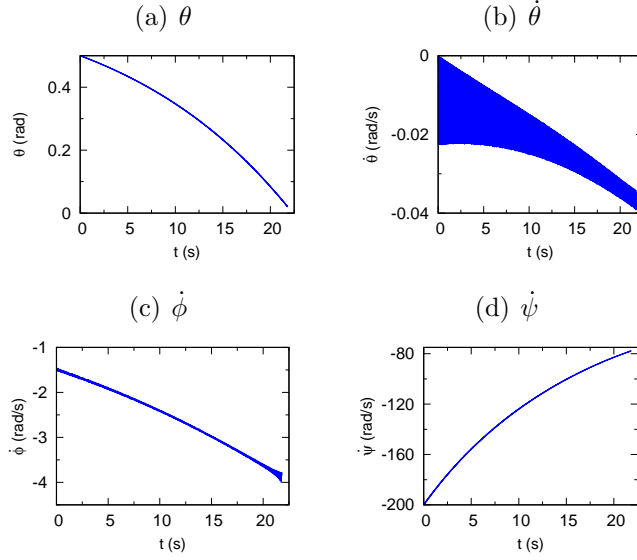 (a) θ
(b) θ̇
0.4
0.2
0
θ (rad)
0 5 10 15 20
t (s)
0
-0.02
-0.04
θ̇ (rad/s)
0 5 10 15 20
t (s)
(c) ϕ̇
(d) ψ̇
-1
-2
-3
-4
ϕ̇ (rad/s)
0 5 10 15 20
t (s)
-80
-120
-160
-200
ψ̇ (rad/s)
0 5 10 15 20
t (s)